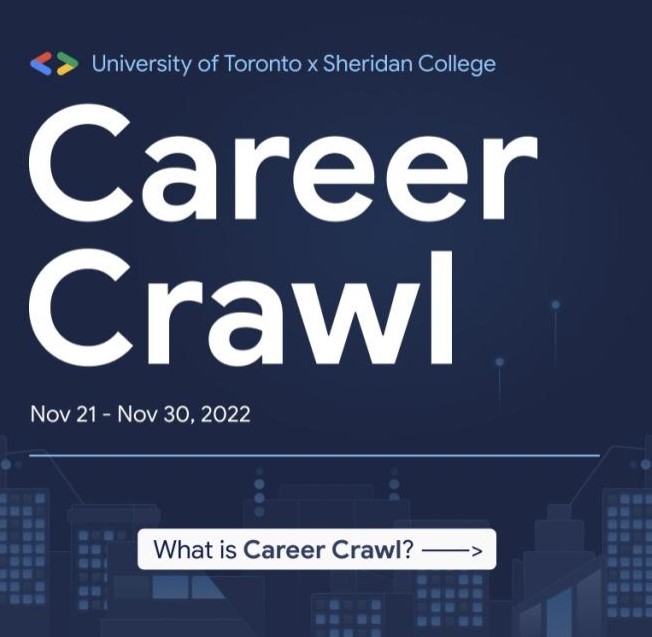 University of Toronto x Sheridan College
Career
Crawl
Nov 21 - Nov 30, 2022
What is Career Crawl? ——>